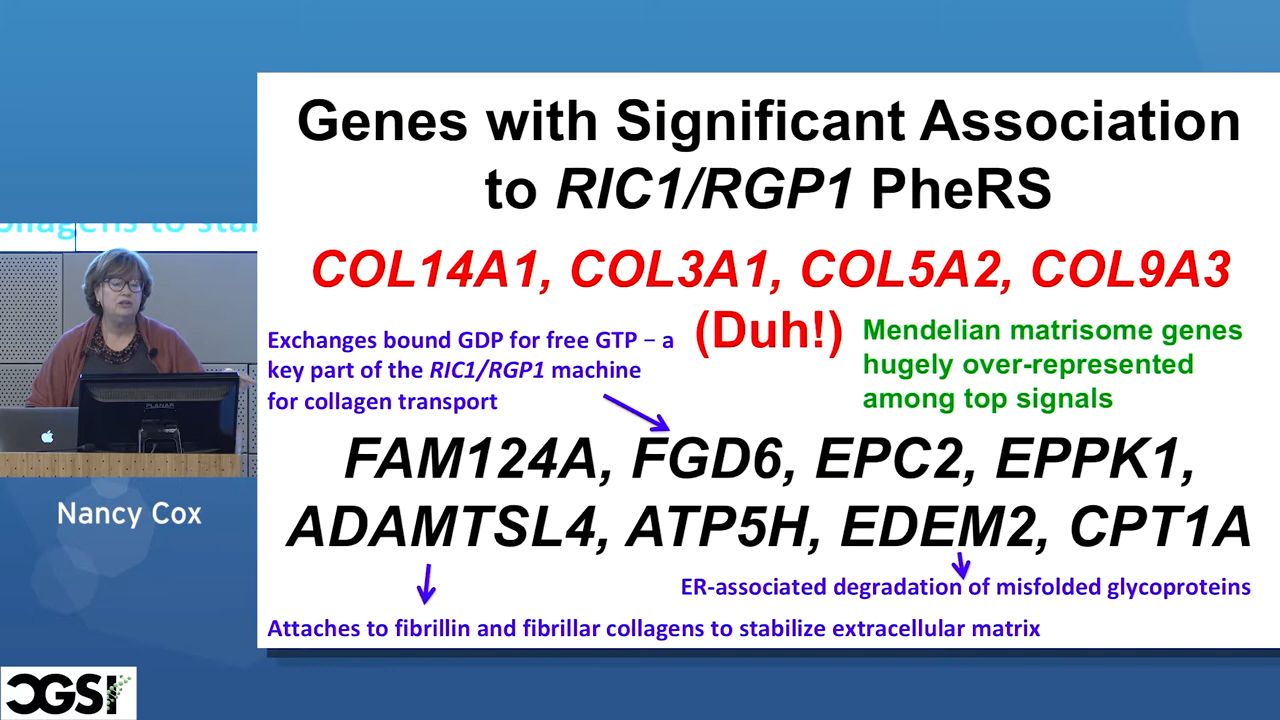 Genes with Significant Association
to RIC1/RGP1 PheRS
COL14A1, COL3A1, COL5A2, COL9A3
(Duh!)
Exchanges bound GDP for free GTP – a
key part of the RIC1/RGP1 machine
for collagen transport
Mendelian matrisome genes
hugely over-represented
among top signals
FAM124A, FGD6, EPC2, EPPK1,
ADAMTSL4, ATP5H, EDEM2, CPT1A
ER-associated degradation of misfolded glycoproteins
Attaches to fibrillin and fibrillar collagens to stabilize extracellular matrix
PLANAR
Nancy Cox
CGSI